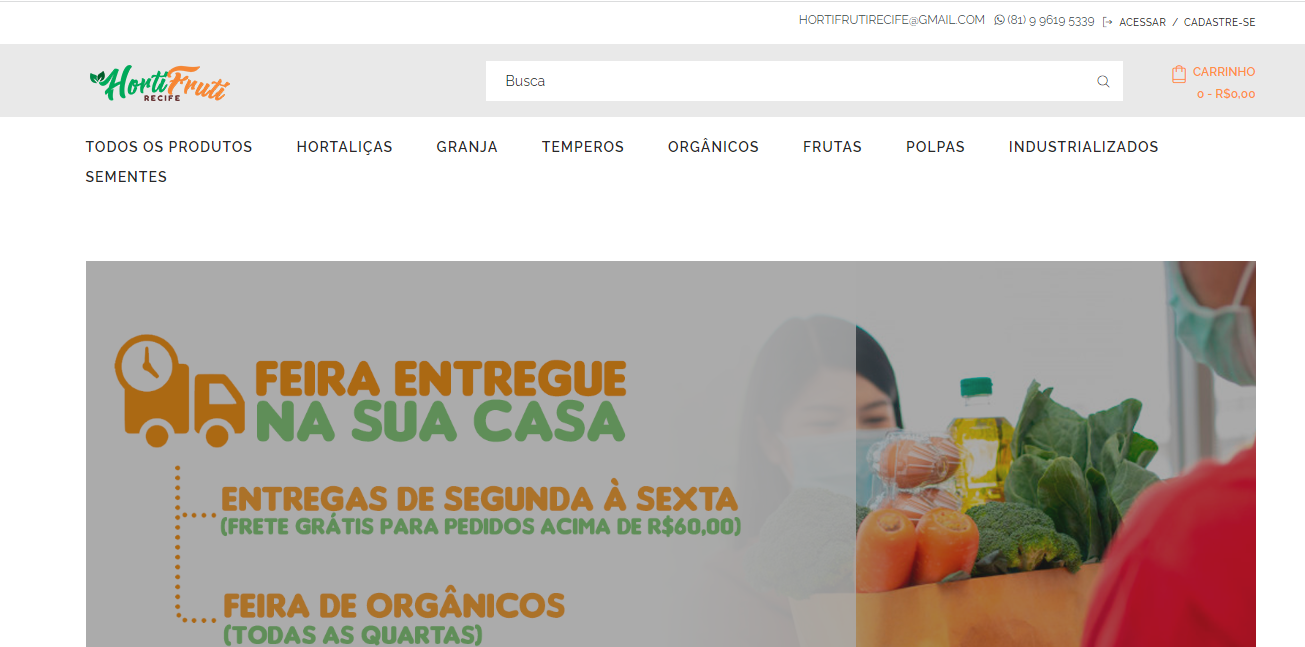 HORTIFRUTIRECIFE@GMAIL.COM (81) 9 9619 5339 ACESSAR / CADASTRE-SE
HortiFruti
RECIFE
Busca
CARRINHO
0 - R$0,00
TODOS OS PRODUTOS HORTALIÇAS GRANJA TEMPEROS ORGÂNICOS FRUTAS POLPAS INDUSTRIALIZADOS
SEMENTES
FEIRA ENTREGUE
NA SUA CASA
ENTREGAS DE SEGUNDA À SEXTA
(FRETE GRÁTIS PARA PEDIDOS ACIMA DE R$60,00)
FEIRA DE ORGÂNICOS
(TODAS AS QUARTAS)